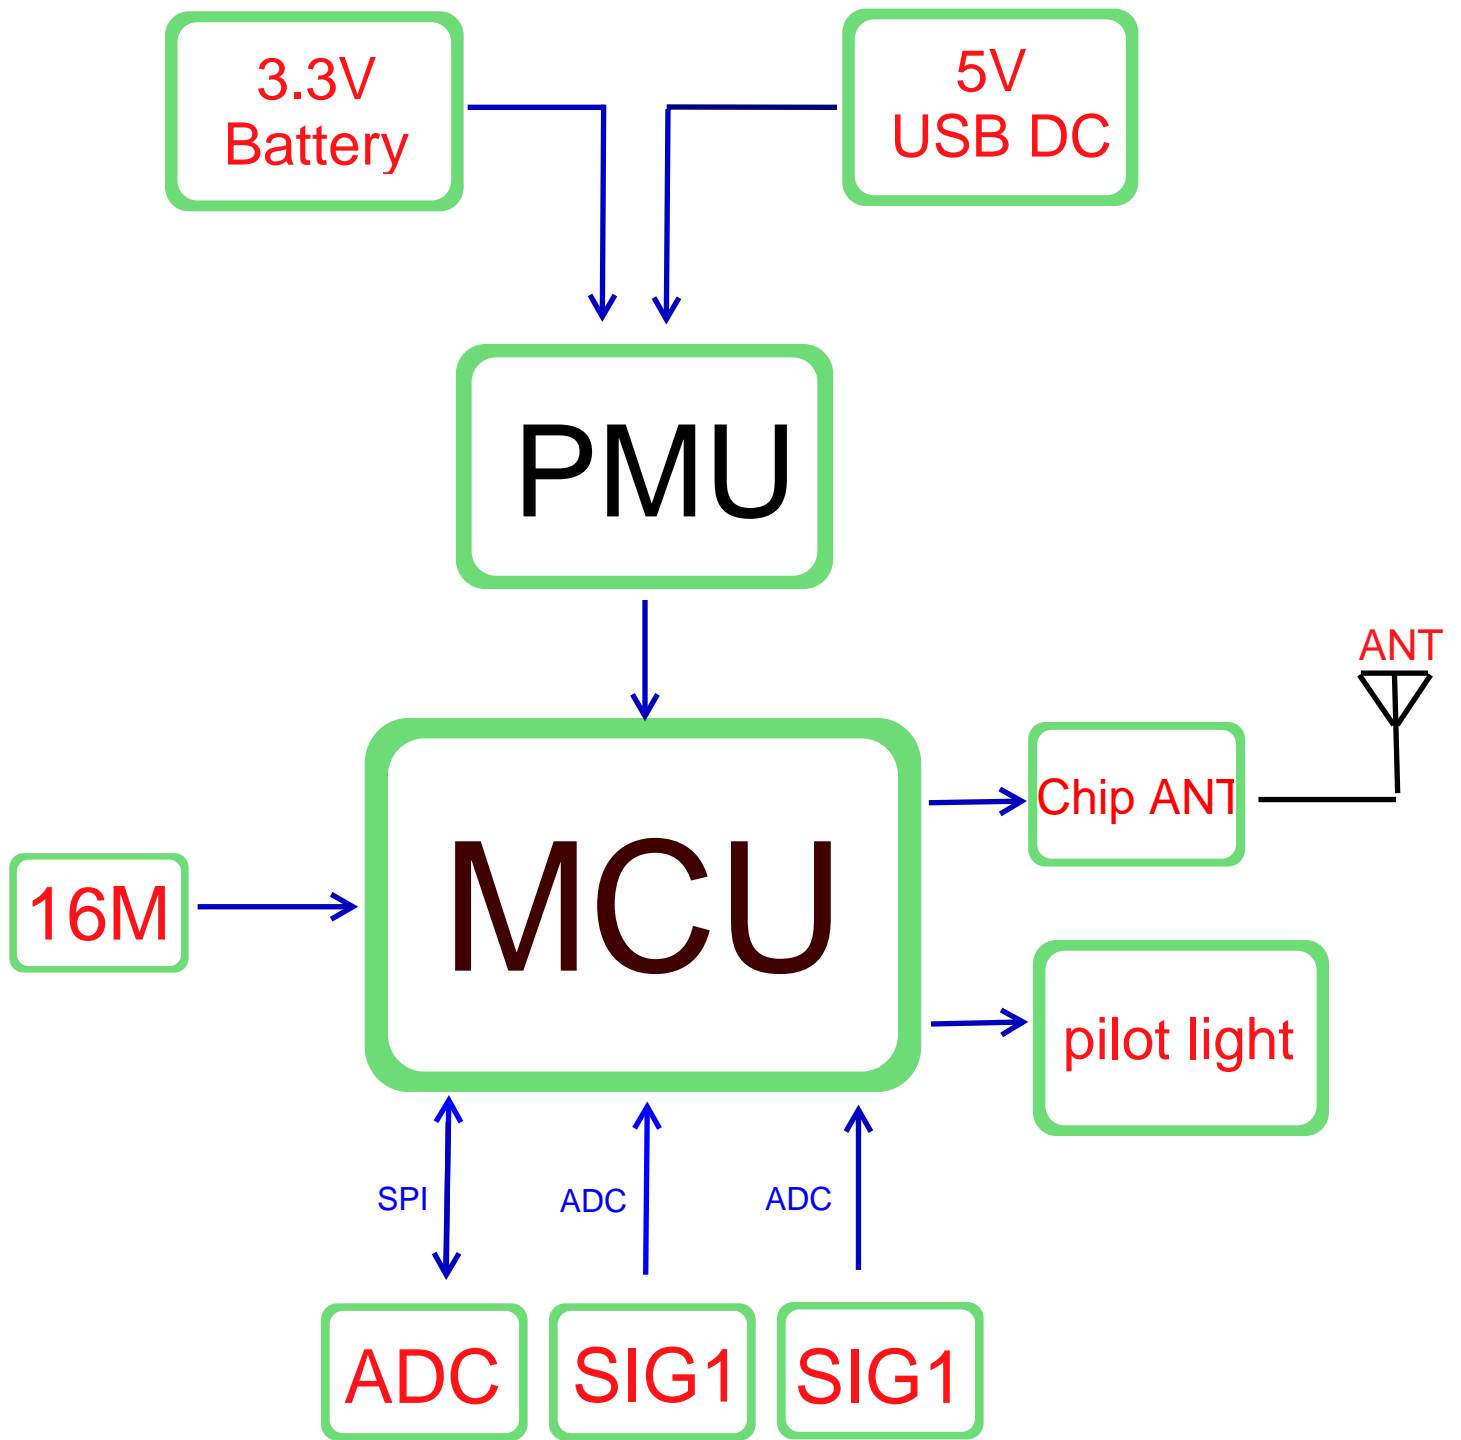 3.3V
Battery
5V
USB DC
PMU
ANT
Chip ANT
MCU
16M
pilot light
SPI
ADC
ADC
ADC
SIG1
SIG1